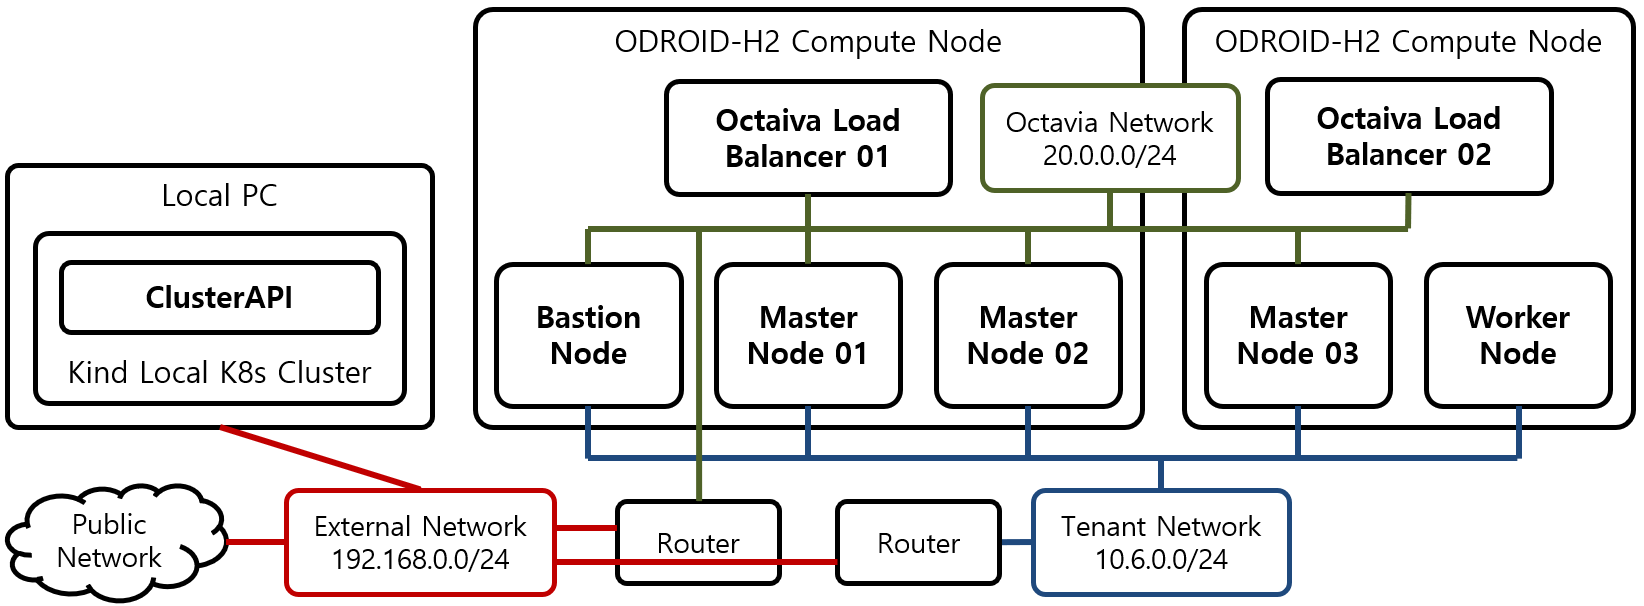 ODROID-H2 Compute Node
ODROID-H2 Compute Node
Octaiva Load
Balancer 01
Octavia Network
20.0.0.0/24
Octaiva Load
Balancer 02
Local PC
ClusterAPI
Kind Local K8s Cluster
Bastion
Node
Master
Node 01
Master
Node 02
Master
Node 03
Worker
Node
Public
Network
External Network
192.168.0.0/24
Router
Router
Tenant Network
10.6.0.0/24